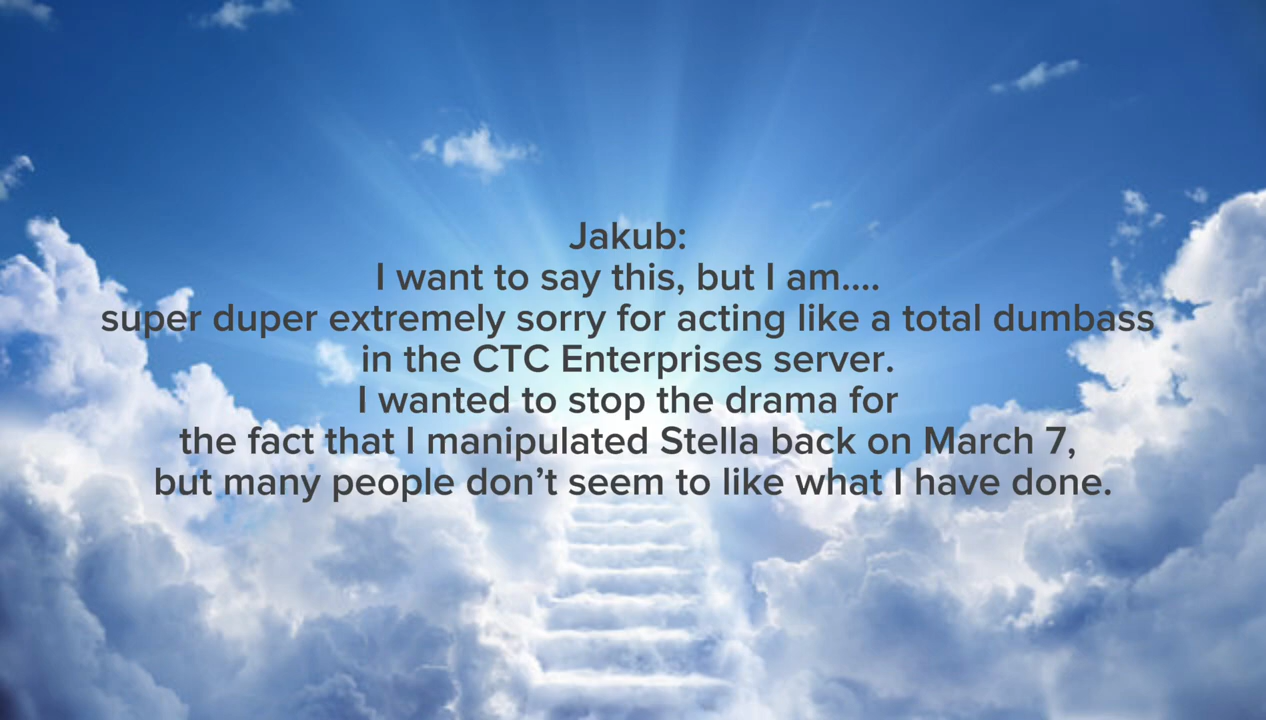 Jakub:
I want to say this, but I am....
super duper extremely sorry for acting like a total dumbass
in the CTC Enterprises server.
I wanted to stop the drama for
the fact that I manipulated Stella back on March 7,
but many people don’t seem to like what I have done.